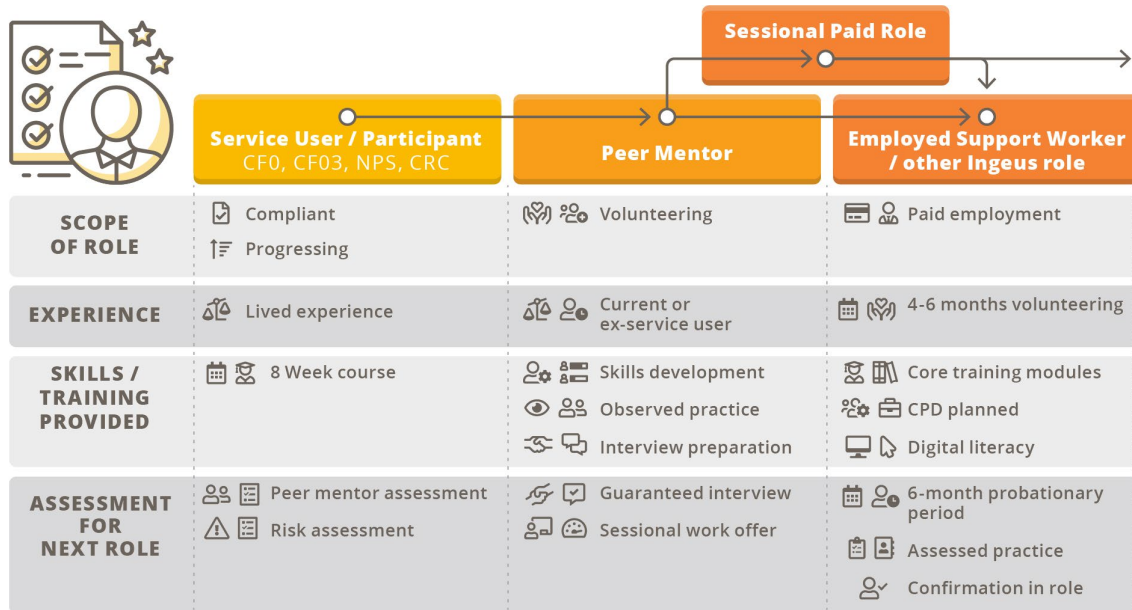 Sessional Paid Role
Service User / Participant
CF0, CF03, NPS, CRC
Peer Mentor
Employed Support Worker
/ other Ingeus role
SCOPE
OF ROLE
Compliant
Progressing
Volunteering
Paid employment
EXPERIENCE
Lived experience
Current or
ex-service user
4-6 months volunteering
SKILLS /
TRAINING
PROVIDED
8 Week course
Skills development
Observed practice
Interview preparation
Core training modules
CPD planned
Digital literacy
ASSESSMENT
FOR
NEXT ROLE
Peer mentor assessment
Risk assessment
Guaranteed interview
Sessional work offer
6-month probationary
period
Assessed practice
Confirmation in role